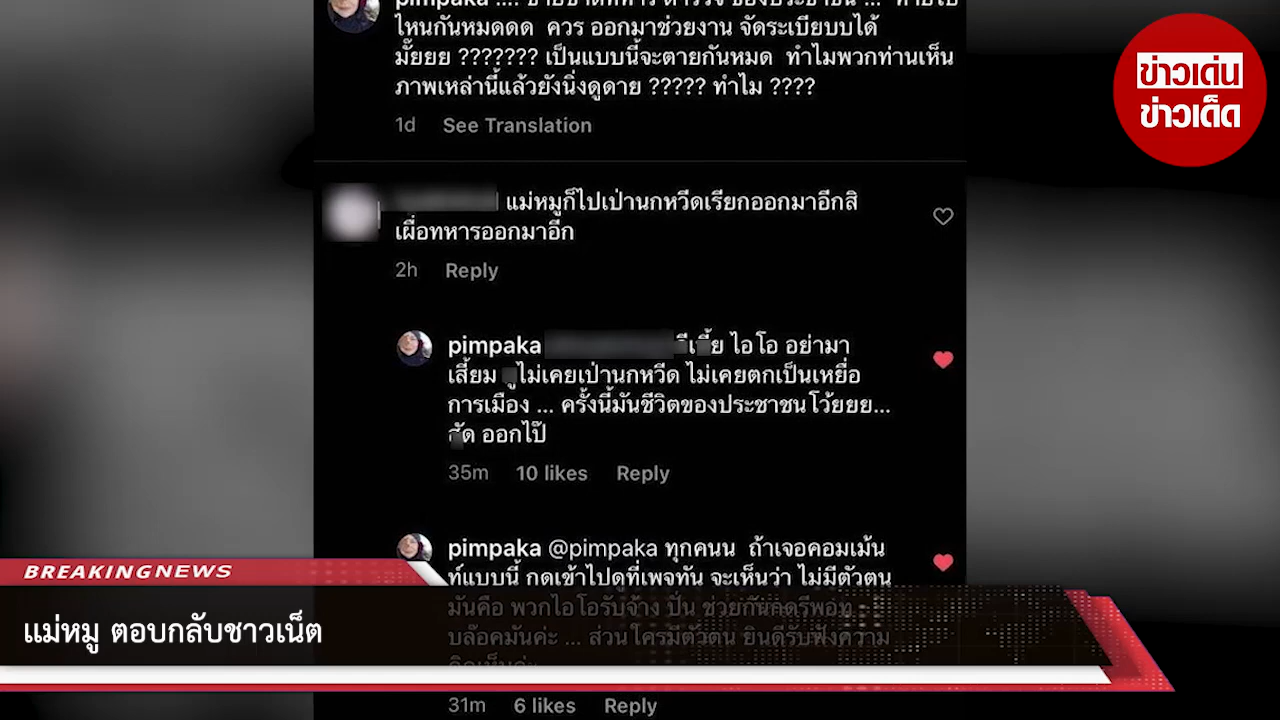 pimpaka ....
ไหนกันหมดดด ควร ออกมาช่วยงาน จัดระเบียบบได้
มั๊ยยย ??????? เป็นแบบนี้จะตายกันหมด ทำไมพวกท่านเห็น
ภาพเหล่านี้แล้วยังนิ่งดูดาย ????? ทำไม ????
1d See Translation
ข่าวเด่น
ข่าวเด็ด
แม่หมูก็ไปเป่านกหวีดเรียกออกมาอีกสิ
เผื่อทหารออกมาอีก
2h Reply
pimpaka ไอโอ อย่ามา
เสี้ยม ไม่เคยเป่านกหวีด ไม่เคยตกเป็นเหยื่อ
การเมือง ... ครั้งนี้มันชีวิตของประชาชนโว้ยยย...
ออกไป๊
35m 10 likes Reply
pimpaka @pimpaka ทุกคนน ถ้าเจอคอมเม้น
ท์แบบนี้ กดเข้าไปดูที่เพจทัน จะเห็นว่า ไม่มีตัวตน
มันคือ พวกไอโอรับจ้าง ปั่น ช่วยกันกดรีพอท
บล๊อคมันค่ะ ... ส่วนใครมีตัวตน ยินดีรับฟังความ
31m 6 likes Reply
BREAKING NEWS
แม่หมู ตอบกลับชาวเน็ต